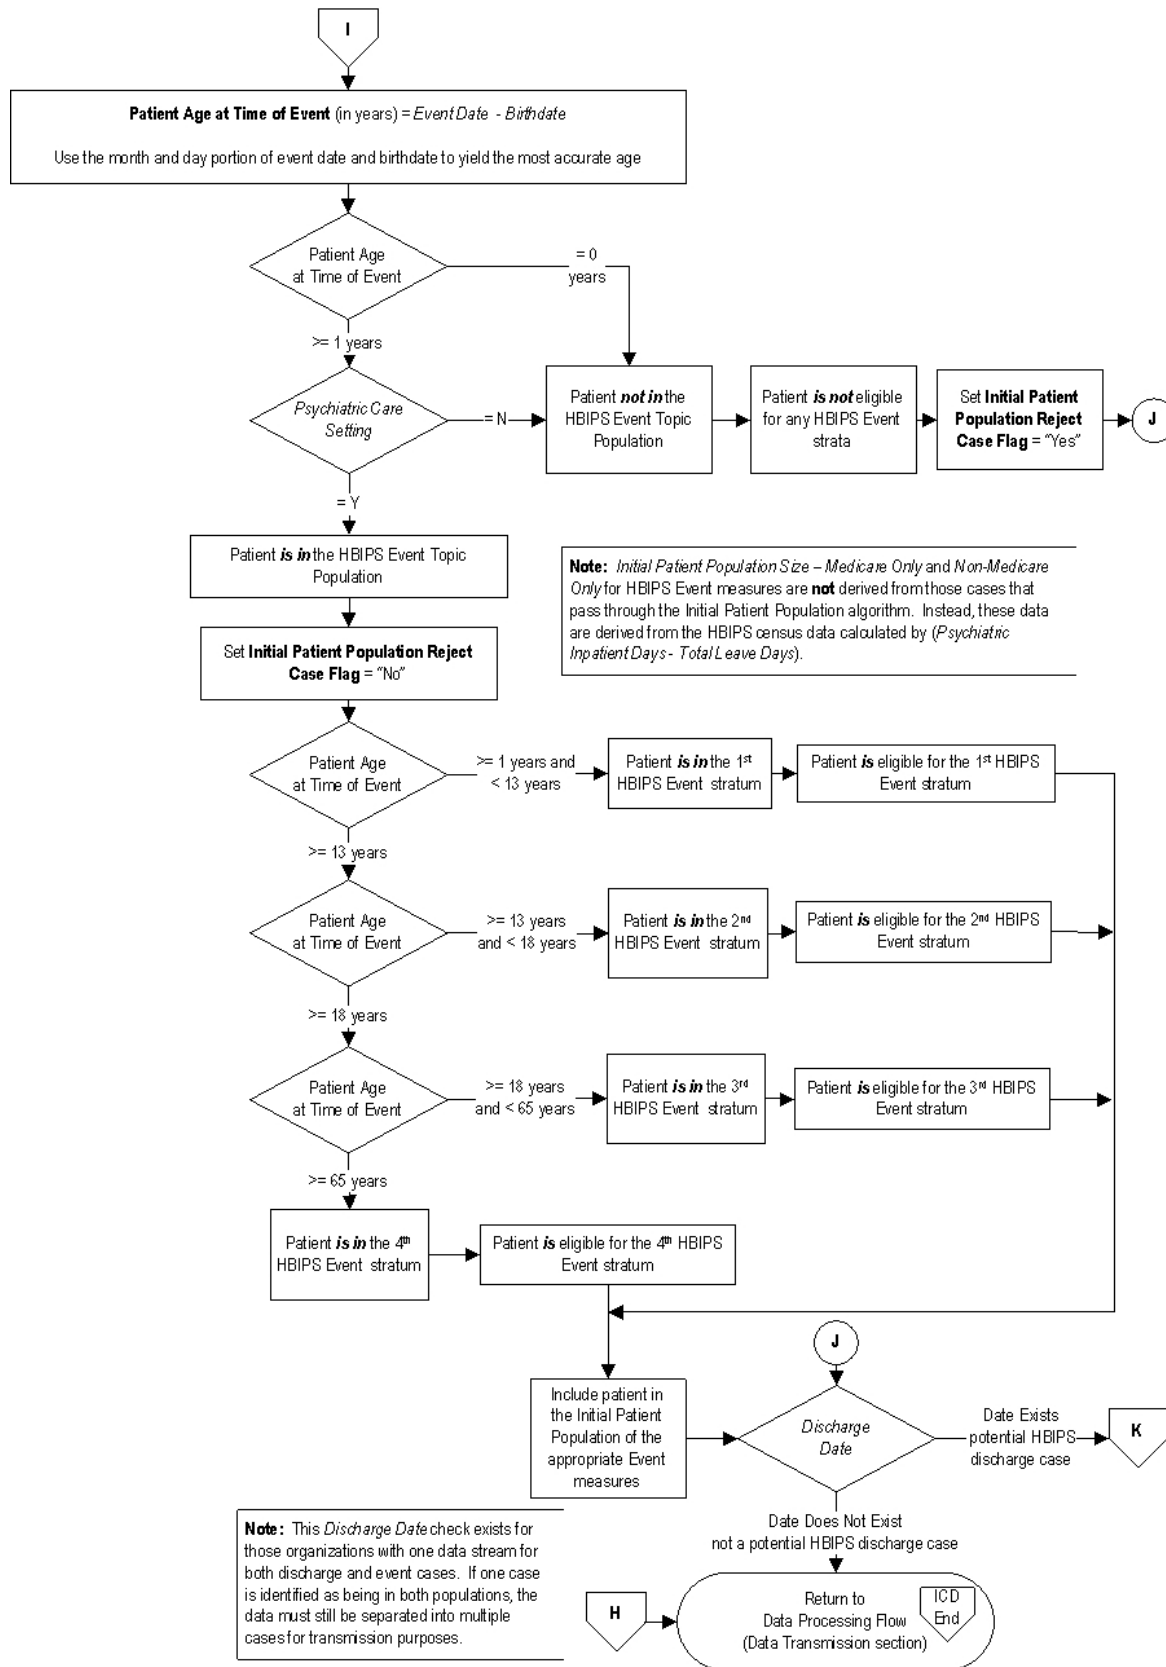 I
Patient Age at Time of Event (in years) = Event Date - Birthdate
Use the month and day portion of event date and birthdate to yield the most accurate age
Patient Age
at Time of Event
= 0
years
>= 1 years
Psychiatric Care
Setting
= N
Patient not in the
HBIPS Event Topic
Population
Patient is not eligible
for any HBIPS Event
strata
Set Initial Patient
Population Reject
Case Flag = "Yes"
J
= Y
Patient is in the HBIPS Event Topic
Population
Note: Initial Patient Population Size – Medicare Only and Non-Medicare
Only for HBIPS Event measures are not derived from those cases that
pass through the Initial Patient Population algorithm. Instead, these data
are derived from the HBIPS census data calculated by (Psychiatric
Inpatient Days - Total Leave Days).
Set Initial Patient Population Reject
Case Flag = "No"
Patient Age
at Time of Event
>= 1 years and
< 13 years
Patient is in the 1st
HBIPS Event stratum
Patient is eligible for the 1st HBIPS
Event stratum
>= 13 years
Patient Age
at Time of Event
>= 13 years
and < 18 years
Patient is in the 2nd
HBIPS Event stratum
Patient is eligible for the 2nd HBIPS
Event stratum
>= 18 years
Patient Age
at Time of Event
>= 18 years
and < 65 years
Patient is in the 3rd
HBIPS Event stratum
Patient is eligible for the 3rd HBIPS
Event stratum
>= 65 years
Patient is in the 4th
HBIPS Event stratum
Patient is eligible for the 4th HBIPS
Event stratum
J
Include patient in
the Initial Patient
Population of the
appropriate Event
measures
Discharge
Date
Date Exists
potential HBIPS
discharge case
K
Date Does Not Exist
not a potential HBIPS discharge case
Note: This Discharge Date check exists for
those organizations with one data stream for
both discharge and event cases. If one case
is identified as being in both populations, the
data must still be separated into multiple
cases for transmission purposes.
H
Return to
Data Processing Flow
(Data Transmission section)
ICD
End